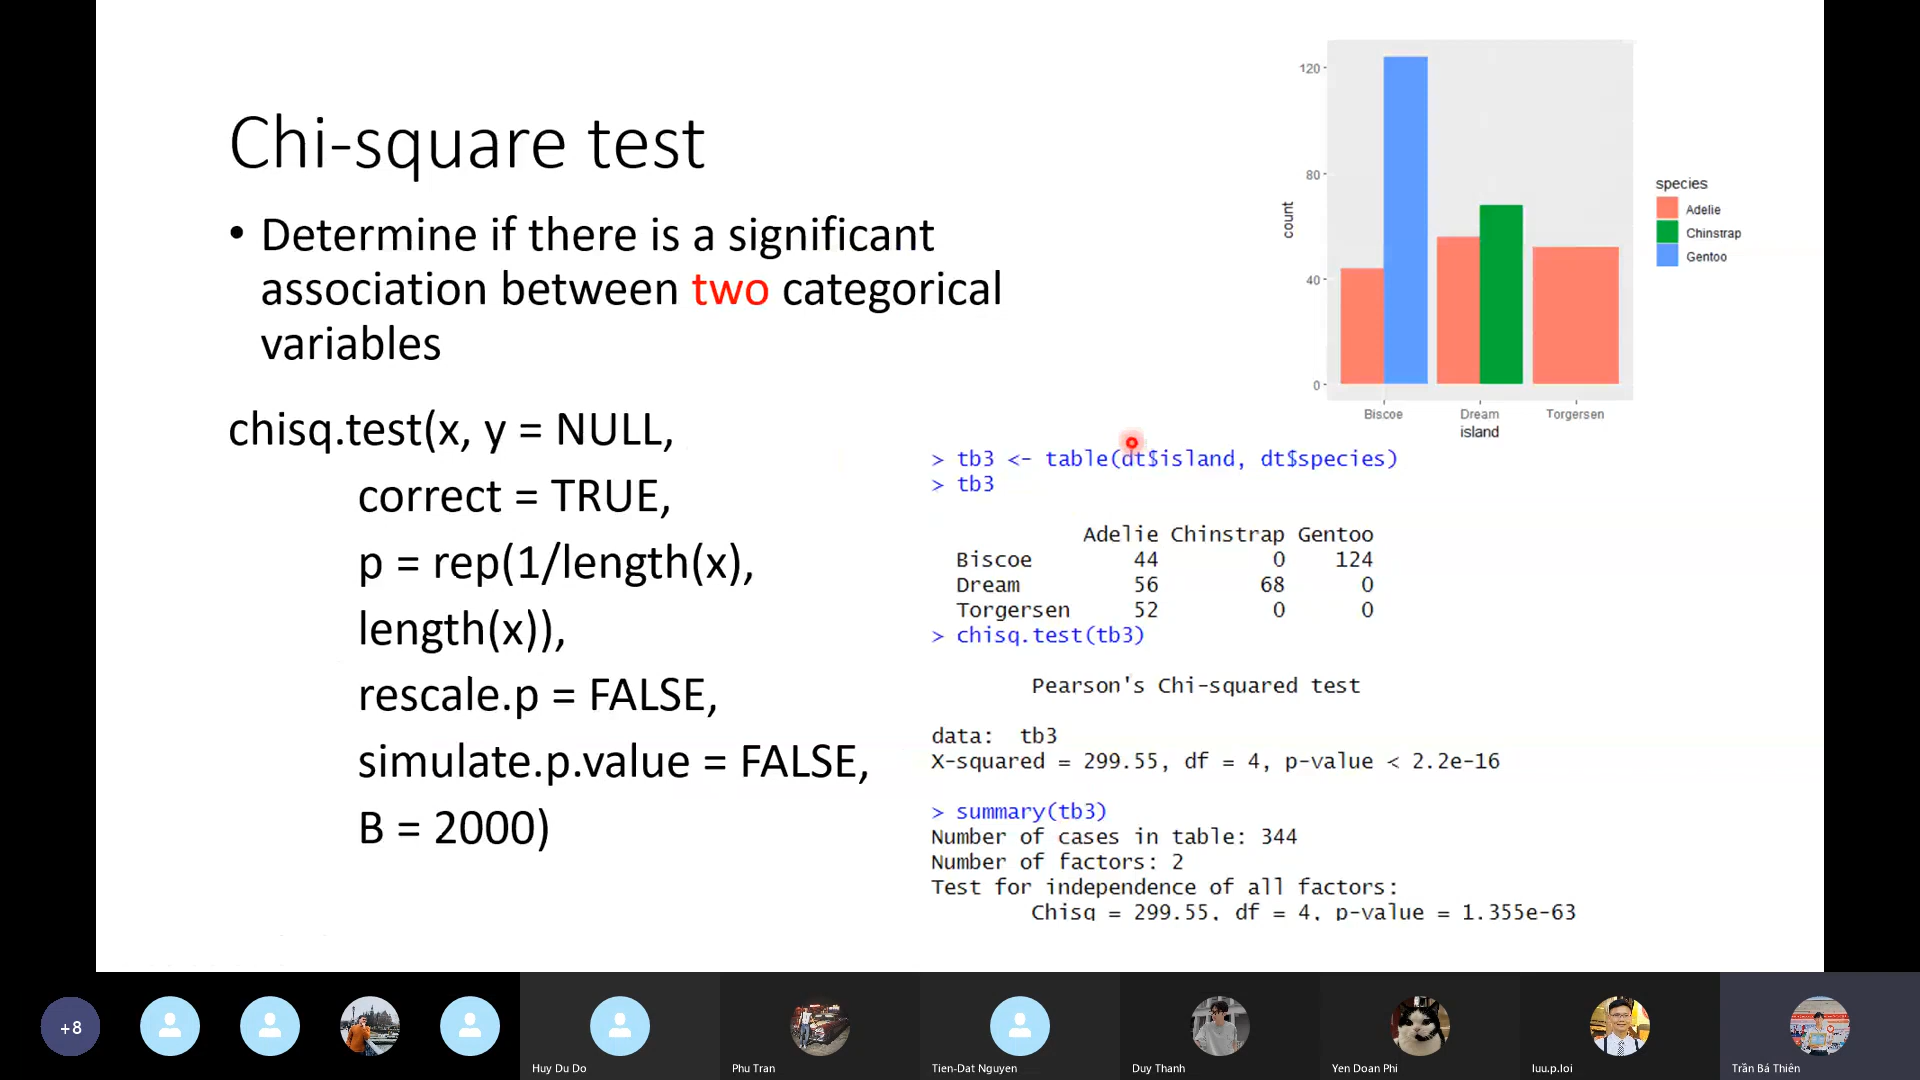 Chi-square test
• Determine if there is a significant
association between two categorical
variables
chisq.test(x, y = NULL,
correct = TRUE,
p = rep(1/length(x),
length(x)),
rescale.p = FALSE,
simulate.p.value = FALSE,
B = 2000)
120
80
40
0
count
Biscoe Dream Torgersen
island
species
Adelie
Chinstrap
Gentoo
> tb3 <- table(dt$island, dt$species)
> tb3
Adelie Chinstrap Gentoo
Biscoe 44 0 124
Dream 56 68 0
Torgersen 52 0 0
> chisq.test(tb3)
Pearson's Chi-squared test
data: tb3
X-squared = 299.55, df = 4, p-value < 2.2e-16
> summary(tb3)
Number of cases in table: 344
Number of factors: 2
Test for independence of all factors:
Chisq = 299.55, df = 4, p-value = 1.355e-63
+8
Huy Du Do
Phu Tran
Tien-Dat Nguyen
Duy Thanh
Yen Doan Phi
luu.p.loi
Trần Bá Thiên